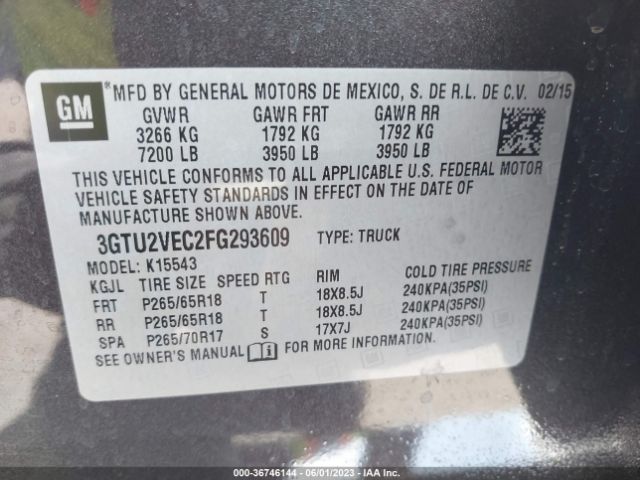 GM
MFD BY GENERAL MOTORS DE MEXICO, S. DE R.L. DE C.V. 02/15
GVWR GAWR FRT GAWR RR
3266 KG 1792 KG 1792 KG
7200 LB 3950 LB 3950 LB
THIS VEHICLE CONFORMS TO ALL APPLICABLE U.S. FEDERAL MOTOR
VEHICLE SAFETY STANDARDS IN EFFECT ON THE DATE OF
MANUFACTURE SHOWN ABOVE.
3GTU2VEC2FG293609 TYPE: TRUCK
MODEL: K15543
KGJL TIRE SIZE SPEED RTG RIM COLD TIRE PRESSURE
FRT P265/65R18 T 18X8.5J 240KPA(35PSI)
RR P265/65R18 T 18X8.5J 240KPA(35PSI)
SPA P265/70R17 S 17X7J 240KPA(35PSI)
SEE OWNER'S MANUAL i FOR MORE INFORMATION.
000-36746144 - 06/01/2023 - IAA Inc.